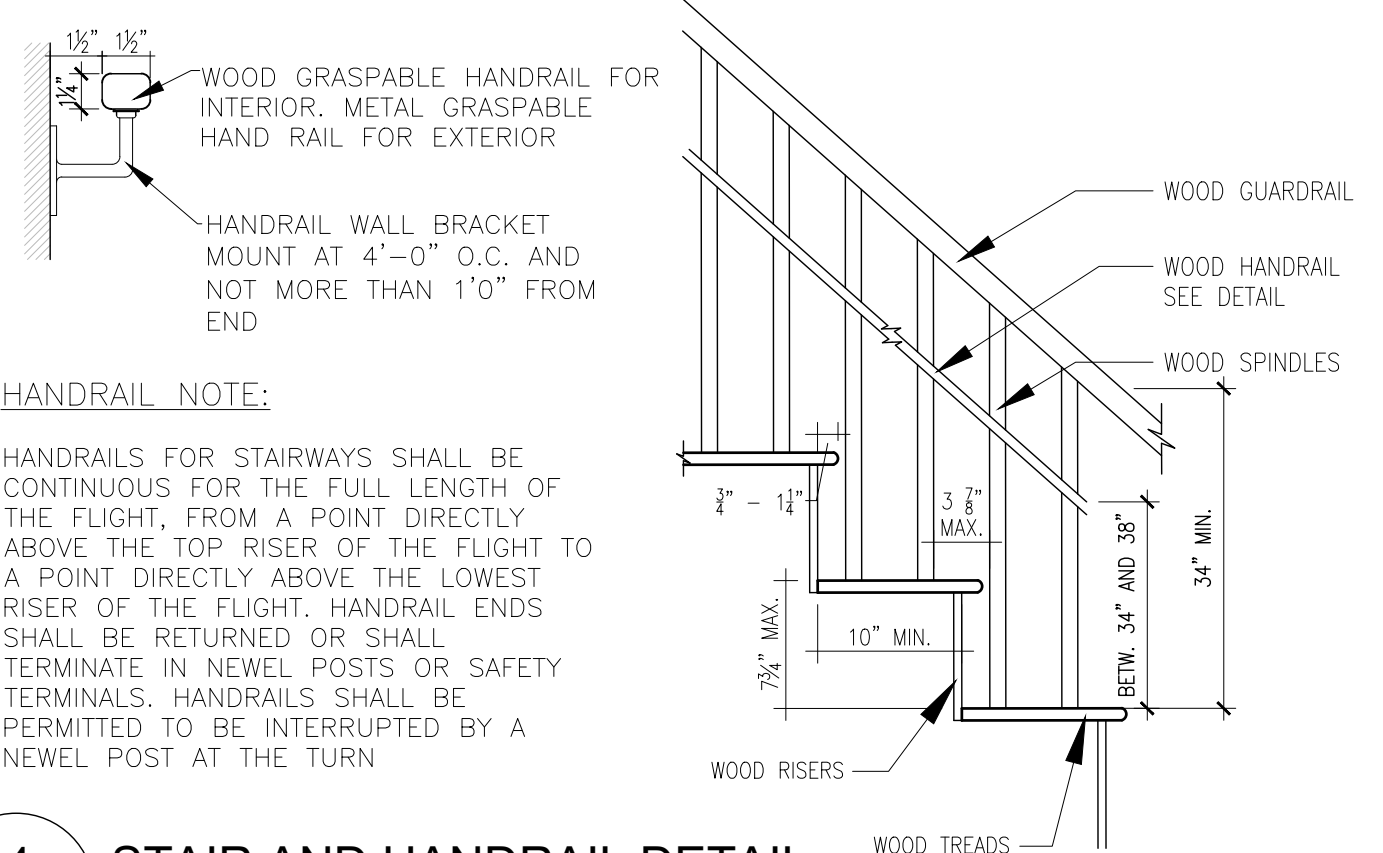 1½" 1½"
1¼"
WOOD GRASPABLE HANDRAIL FOR
INTERIOR. METAL GRASPABLE
HAND RAIL FOR EXTERIOR
HANDRAIL WALL BRACKET
MOUNT AT 4'-0" O.C. AND
NOT MORE THAN 1'0" FROM
END
HANDRAIL NOTE:
HANDRAILS FOR STAIRWAYS SHALL BE
CONTINUOUS FOR THE FULL LENGTH OF
THE FLIGHT, FROM A POINT DIRECTLY
ABOVE THE TOP RISER OF THE FLIGHT TO
A POINT DIRECTLY ABOVE THE LOWEST
RISER OF THE FLIGHT. HANDRAIL ENDS
SHALL BE RETURNED OR SHALL
TERMINATE IN NEWEL POSTS OR SAFETY
TERMINALS. HANDRAILS SHALL BE
PERMITTED TO BE INTERRUPTED BY A
NEWEL POST AT THE TURN
WOOD GUARDRAIL
WOOD HANDRAIL
SEE DETAIL
WOOD SPINDLES
¾" - 1¼"
3 ⅞"
MAX.
10" MIN.
7¾" MAX.
BETW. 34" AND 38"
34" MIN.
WOOD RISERS
WOOD TREADS
STAIR AND HANDRAIL DETAIL